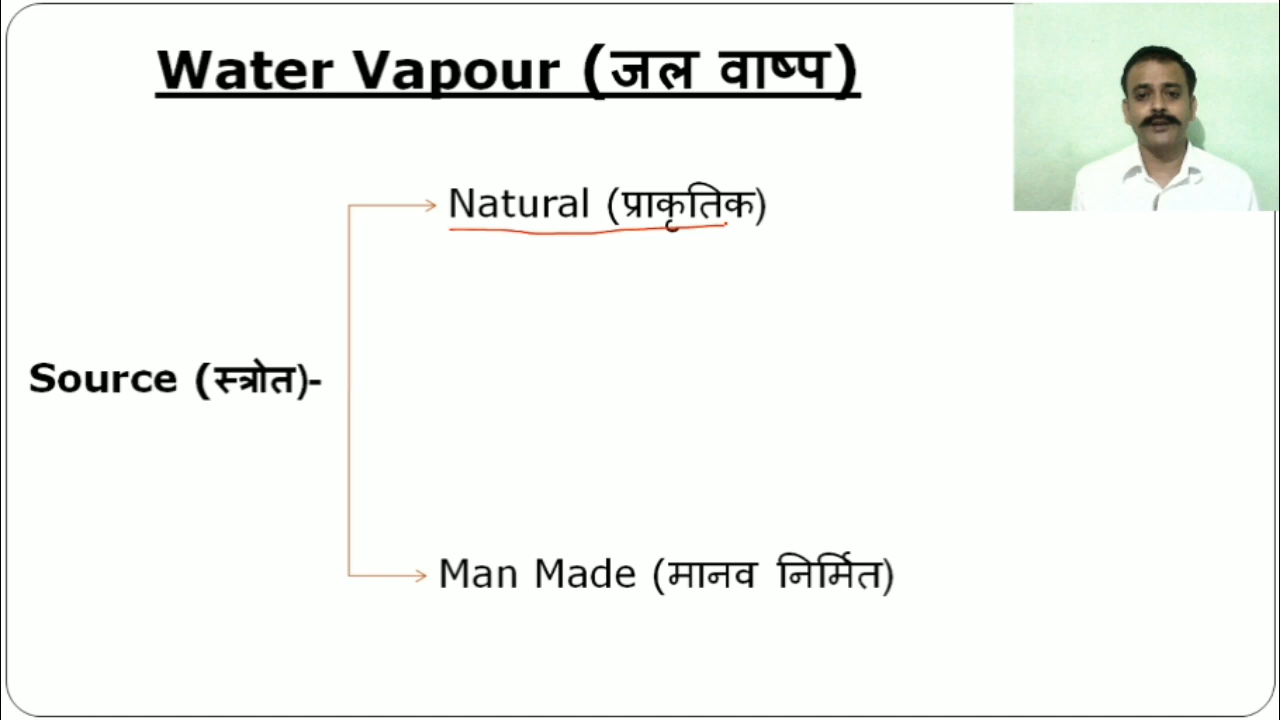 Water Vapour (जल वाष्प)
Natural (प्राकृतिक)
Source (स्त्रोत)-
Man Made (मानव निर्मित)